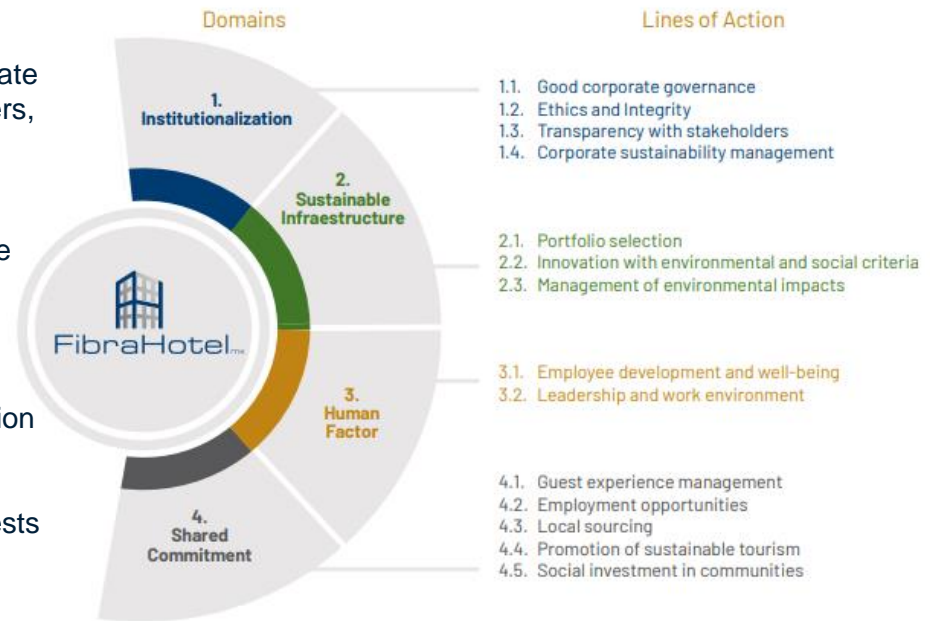 Domains
Lines of Action
ate
ers,
e
ion
ests
1.
Institutionalization
2.
Sustainable
Infraestructure
3.
Human
Factor
4.
Shared
Commitment
FibraHotel
1.1. Good corporate governance
1.2. Ethics and Integrity
1.3. Transparency with stakeholders
1.4. Corporate sustainability management
2.1. Portfolio selection
2.2. Innovation with environmental and social criteria
2.3. Management of environmental impacts
3.1. Employee development and well-being
3.2. Leadership and work environment
4.1. Guest experience management
4.2. Employment opportunities
4.3. Local sourcing
4.4. Promotion of sustainable tourism
4.5. Social investment in communities